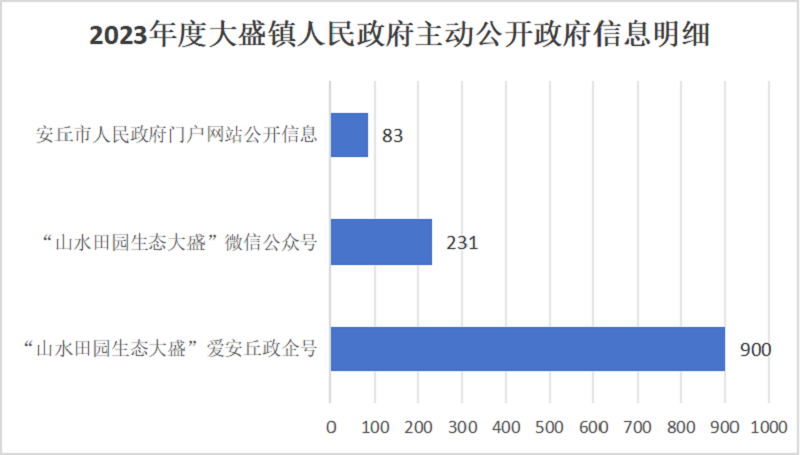 2023年度大盛镇人民政府主动公开政府信息明细
安丘市人民政府门户网站公开信息
83
“山水田园生态大盛”微信公众号
231
“山水田园生态大盛”爱安丘政企号
900
0 100 200 300 400 500 600 700 800 900 1000